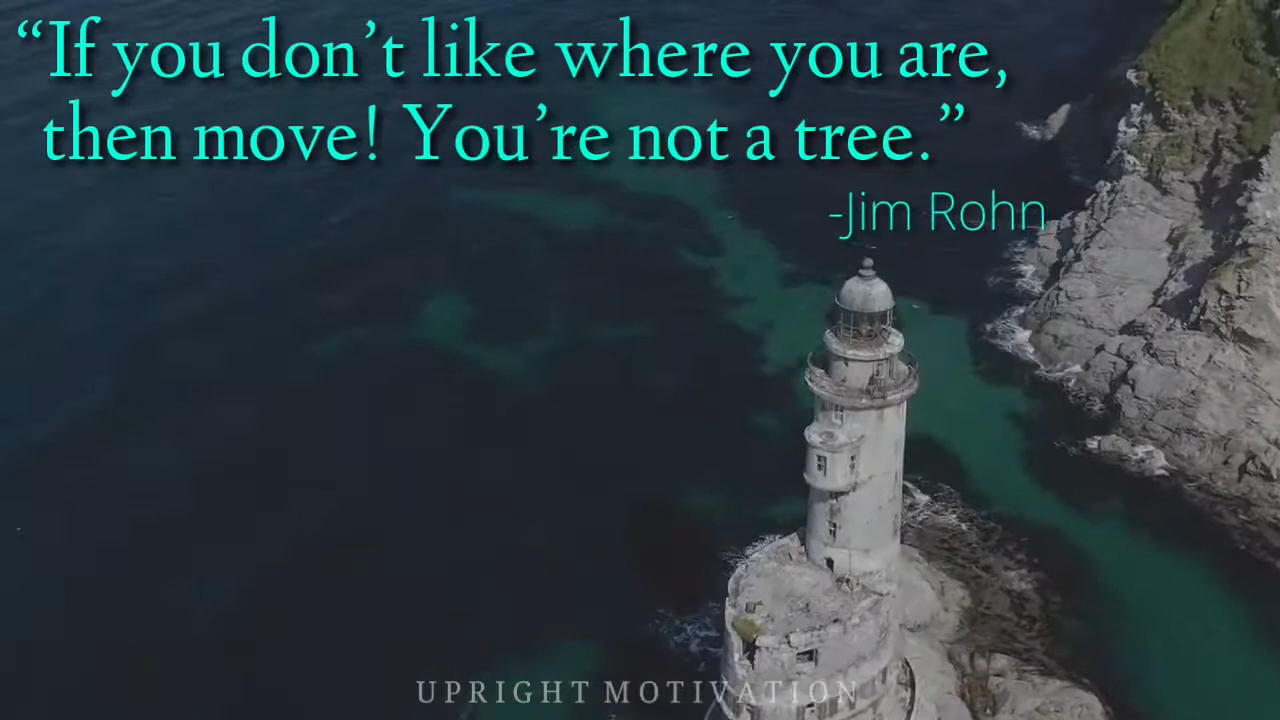 “If you don’t like where you are,
then move! You’re not a tree.”
-Jim Rohn
UPRIGHT MOTIVATION